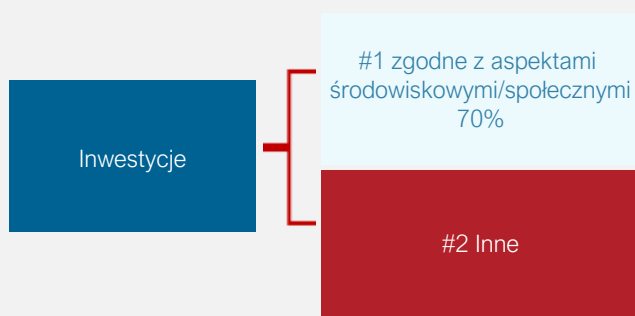 Inwestycje
#1 zgodne z aspektami
środowiskowymi/społecznymi
70%
#2 Inne